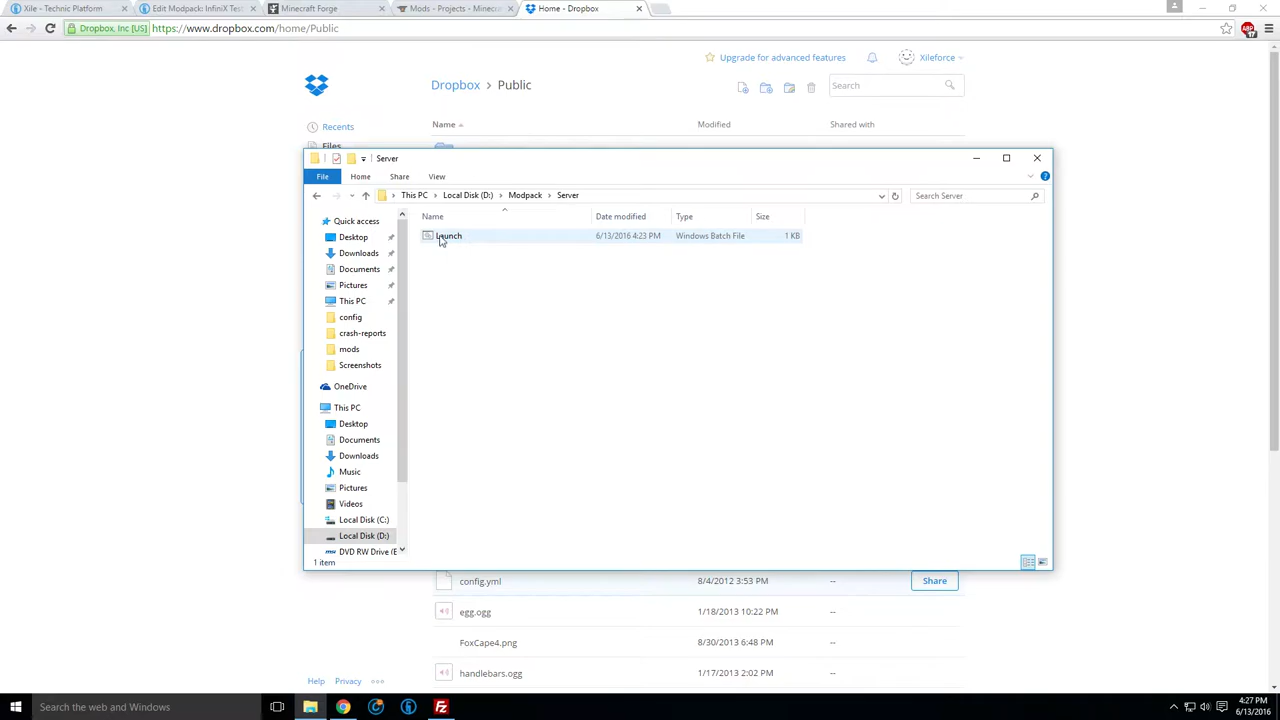 Xile – Technic Platform
Edit Modpack: InfiniX Test
Minecraft Forge
Mods - Projects - Minecr
Home - Dropbox
Dropbox, Inc [US]
https://www.dropbox.com/home/Public
Upgrade for advanced features
Xileforce
Dropbox › Public
Search
Recents
Name
Modified
Shared with
Files
Server
File
Home
Share
View
This PC
Local Disk (D:)
Modpack
Server
Search Server
Name
Date modified
Type
Size
Launch
6/13/2016 4:23 PM
Windows Batch File
1 KB
Quick access
Desktop
Downloads
Documents
Pictures
This PC
config
crash-reports
mods
Screenshots
OneDrive
This PC
Desktop
Documents
Downloads
Music
Pictures
Videos
Local Disk (C:)
Local Disk (D:)
DVD RW Drive (E
1 item
config.yml
8/4/2012 3:53 PM
--
Share
egg.ogg
1/18/2013 10:22 PM
--
FoxCape4.png
8/30/2013 6:48 PM
--
handlebars.ogg
1/17/2013 2:02 PM
--
Help
Privacy
Search the web and Windows
4:27 PM
6/13/2016